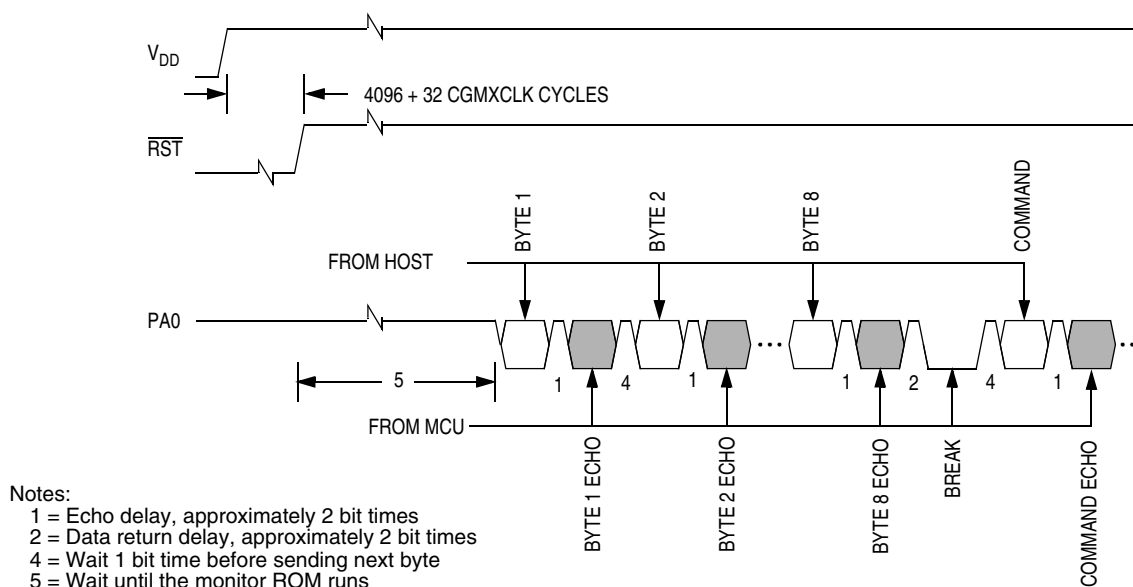 VDD
4096 + 32 CGMXCLK CYCLES
RST
BYTE 1
BYTE 2
BYTE 8
COMMAND
FROM HOST
PA0
5
1
4
1
1
2
4
1
FROM MCU
BYTE 1 ECHO
BYTE 2 ECHO
BYTE 8 ECHO
BREAK
COMMAND ECHO
Notes:
1 = Echo delay, approximately 2 bit times
2 = Data return delay, approximately 2 bit times
4 = Wait 1 bit time before sending next byte
5 = Wait until the monitor ROM runs